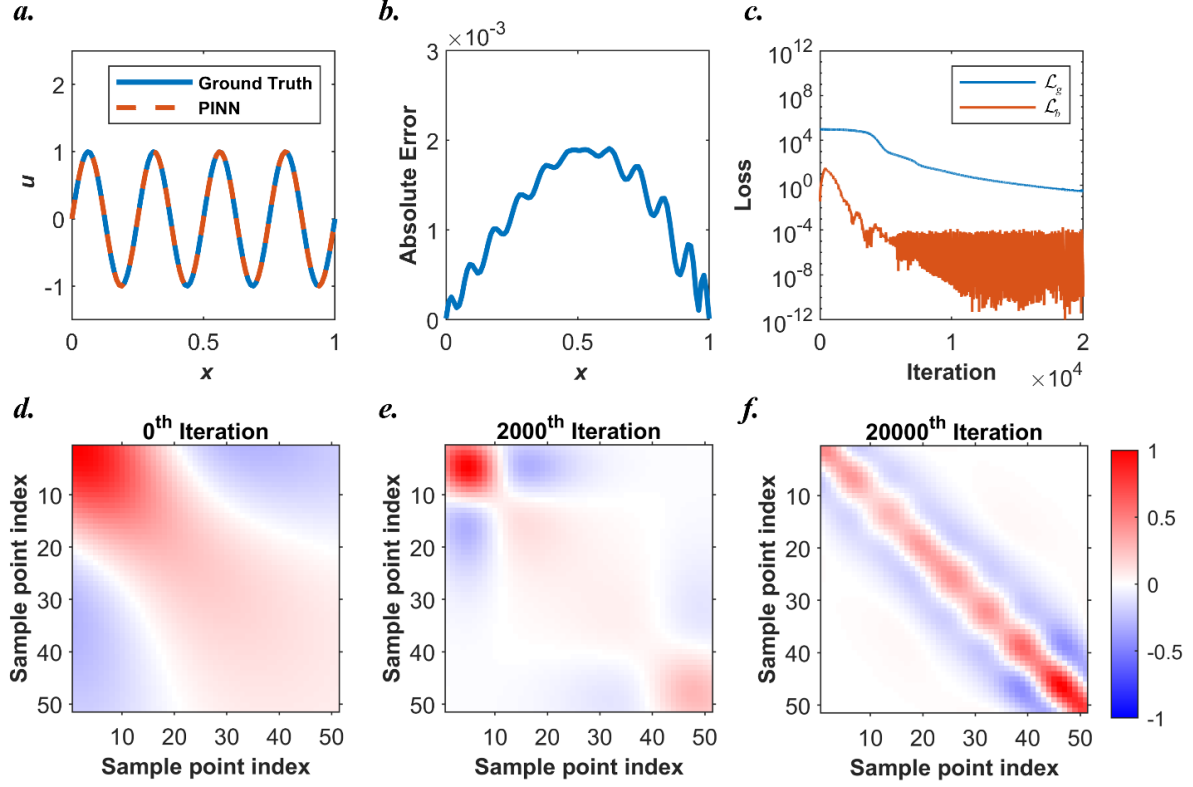 a.
2
1
0
-1
u
Ground Truth
PINN
0
0.5
1
x
b.
×10⁻³
3
2
1
0
Absolute Error
0
0.5
1
x
c.
10¹²
10⁸
10⁴
10⁰
10⁻⁴
10⁻⁸
10⁻¹²
Loss
ℒg
ℒb
0
1
2
Iteration
×10⁴
d.
0th Iteration
10
20
30
40
50
Sample point index
10
20
30
40
50
Sample point index
e.
2000th Iteration
10
20
30
40
50
Sample point index
10
20
30
40
50
Sample point index
f.
20000th Iteration
10
20
30
40
50
Sample point index
10
20
30
40
50
Sample point index
1
0.5
0
-0.5
-1